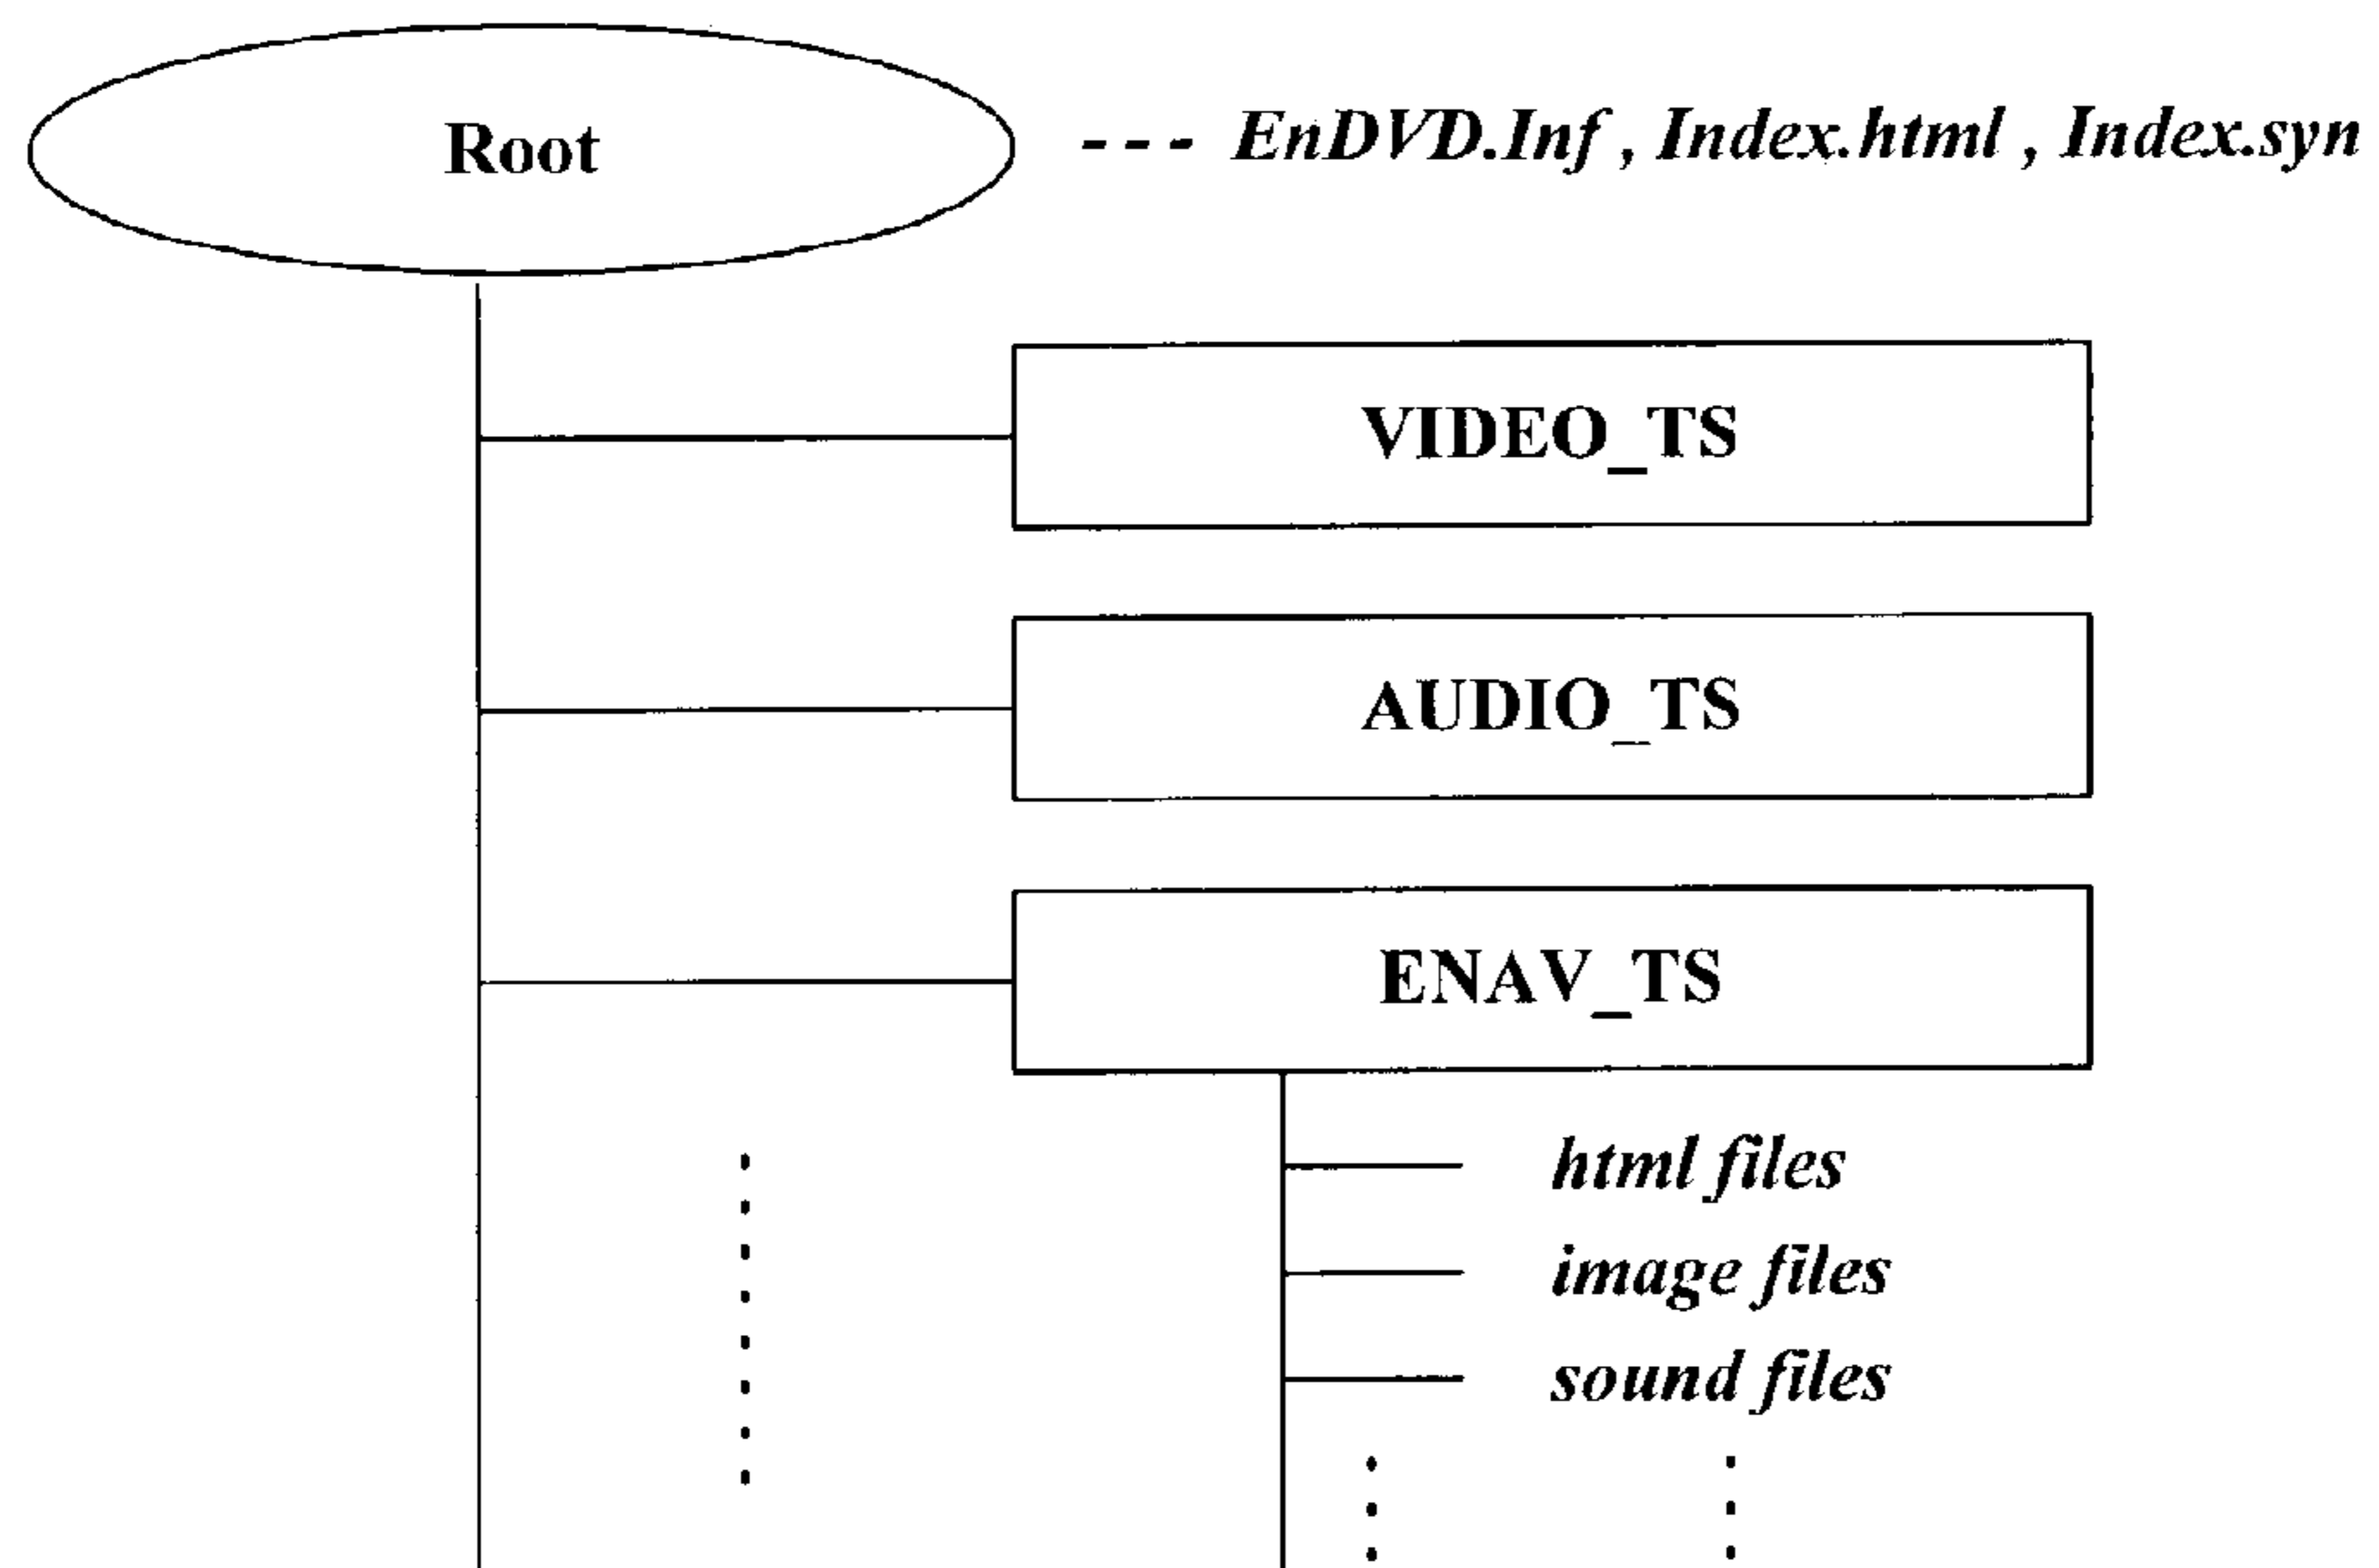 Root
--- EnDVD.Inf , Index.html , Index.syn
VIDEO_TS
AUDIO_TS
ENAV_TS
html files
image files
sound files